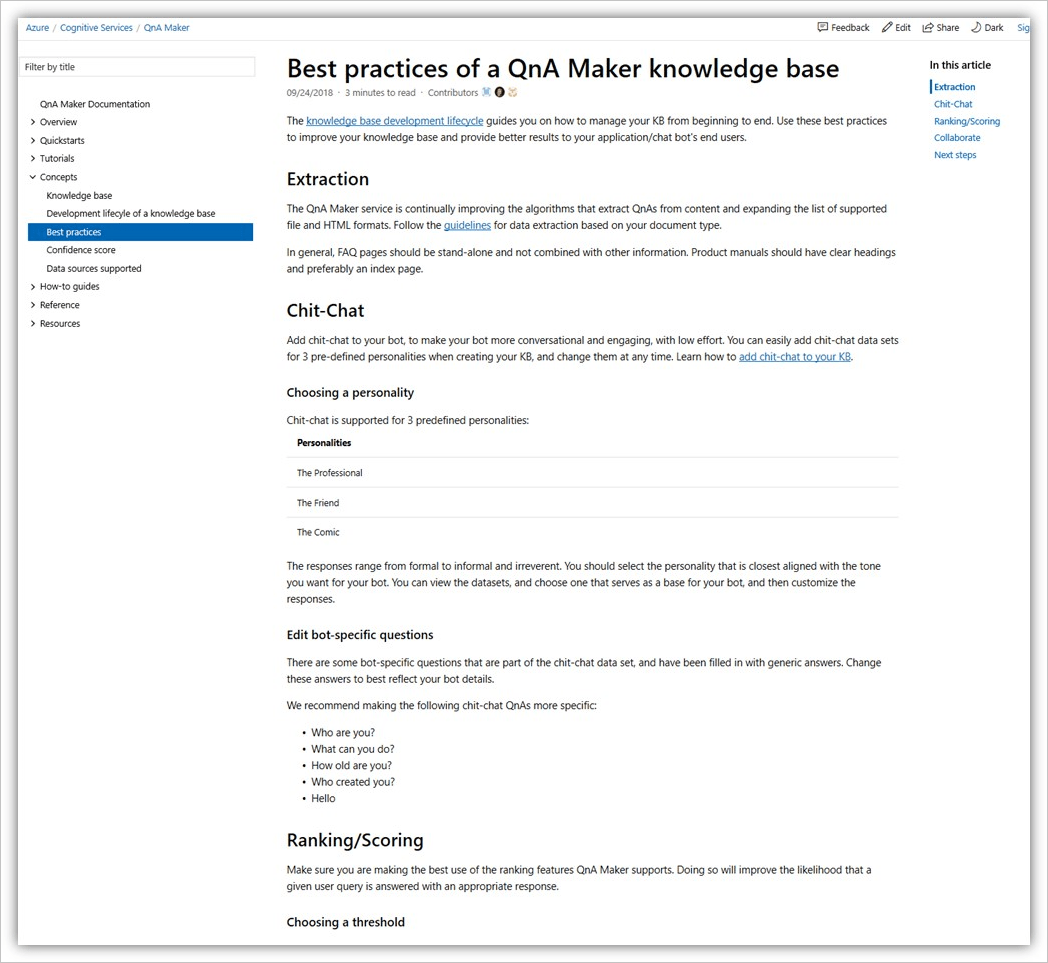 Azure / Cognitive Services / QnA Maker
Feedback Edit Share Dark Sig
Filter by title
QnA Maker Documentation
Overview
Quickstarts
Tutorials
Concepts
Knowledge base
Development lifecyle of a knowledge base
Best practices
Confidence score
Data sources supported
How-to guides
Reference
Resources
Best practices of a QnA Maker knowledge base
09/24/2018 · 3 minutes to read · Contributors
The knowledge base development lifecycle guides you on how to manage your KB from beginning to end. Use these best practices
to improve your knowledge base and provide better results to your application/chat bot's end users.
Extraction
The QnA Maker service is continually improving the algorithms that extract QnAs from content and expanding the list of supported
file and HTML formats. Follow the guidelines for data extraction based on your document type.
In general, FAQ pages should be stand-alone and not combined with other information. Product manuals should have clear headings
and preferably an index page.
Chit-Chat
Add chit-chat to your bot, to make your bot more conversational and engaging, with low effort. You can easily add chit-chat data sets
for 3 pre-defined personalities when creating your KB, and change them at any time. Learn how to add chit-chat to your KB.
Choosing a personality
Chit-chat is supported for 3 predefined personalities:
Personalities
The Professional
The Friend
The Comic
The responses range from formal to informal and irreverent. You should select the personality that is closest aligned with the tone
you want for your bot. You can view the datasets, and choose one that serves as a base for your bot, and then customize the
responses.
Edit bot-specific questions
There are some bot-specific questions that are part of the chit-chat data set, and have been filled in with generic answers. Change
these answers to best reflect your bot details.
We recommend making the following chit-chat QnAs more specific:
• Who are you?
• What can you do?
• How old are you?
• Who created you?
• Hello
Ranking/Scoring
Make sure you are making the best use of the ranking features QnA Maker supports. Doing so will improve the likelihood that a
given user query is answered with an appropriate response.
Choosing a threshold
In this article
Extraction
Chit-Chat
Ranking/Scoring
Collaborate
Next steps